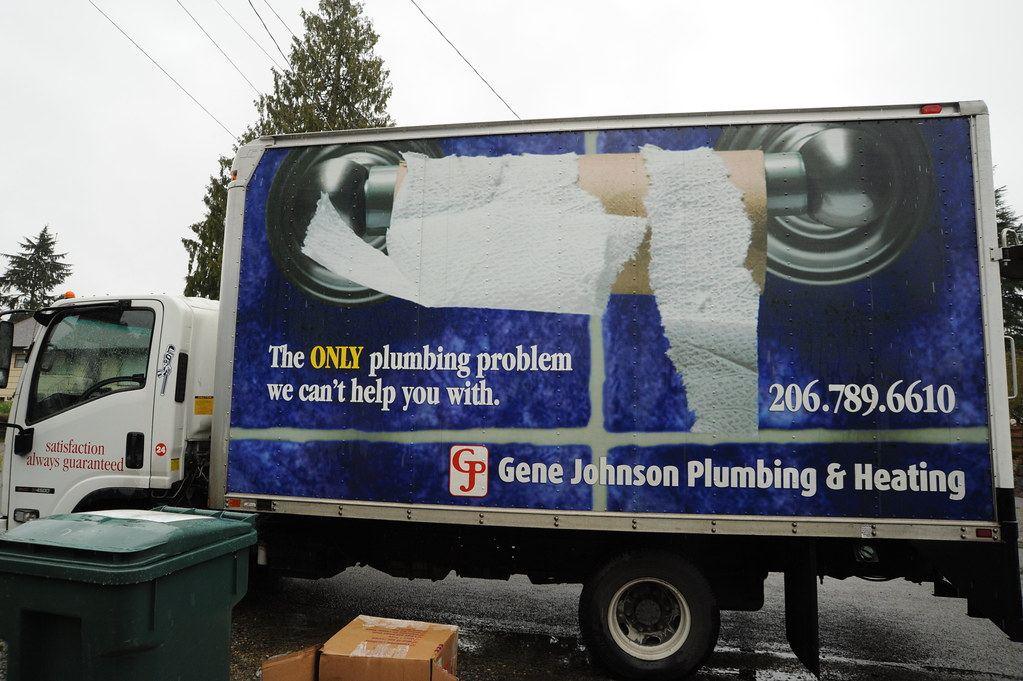 The ONLY plumbing problem
we can't help you with.
206.789.6610
GJ
Gene Johnson Plumbing & Heating
satisfaction
always guaranteed
24